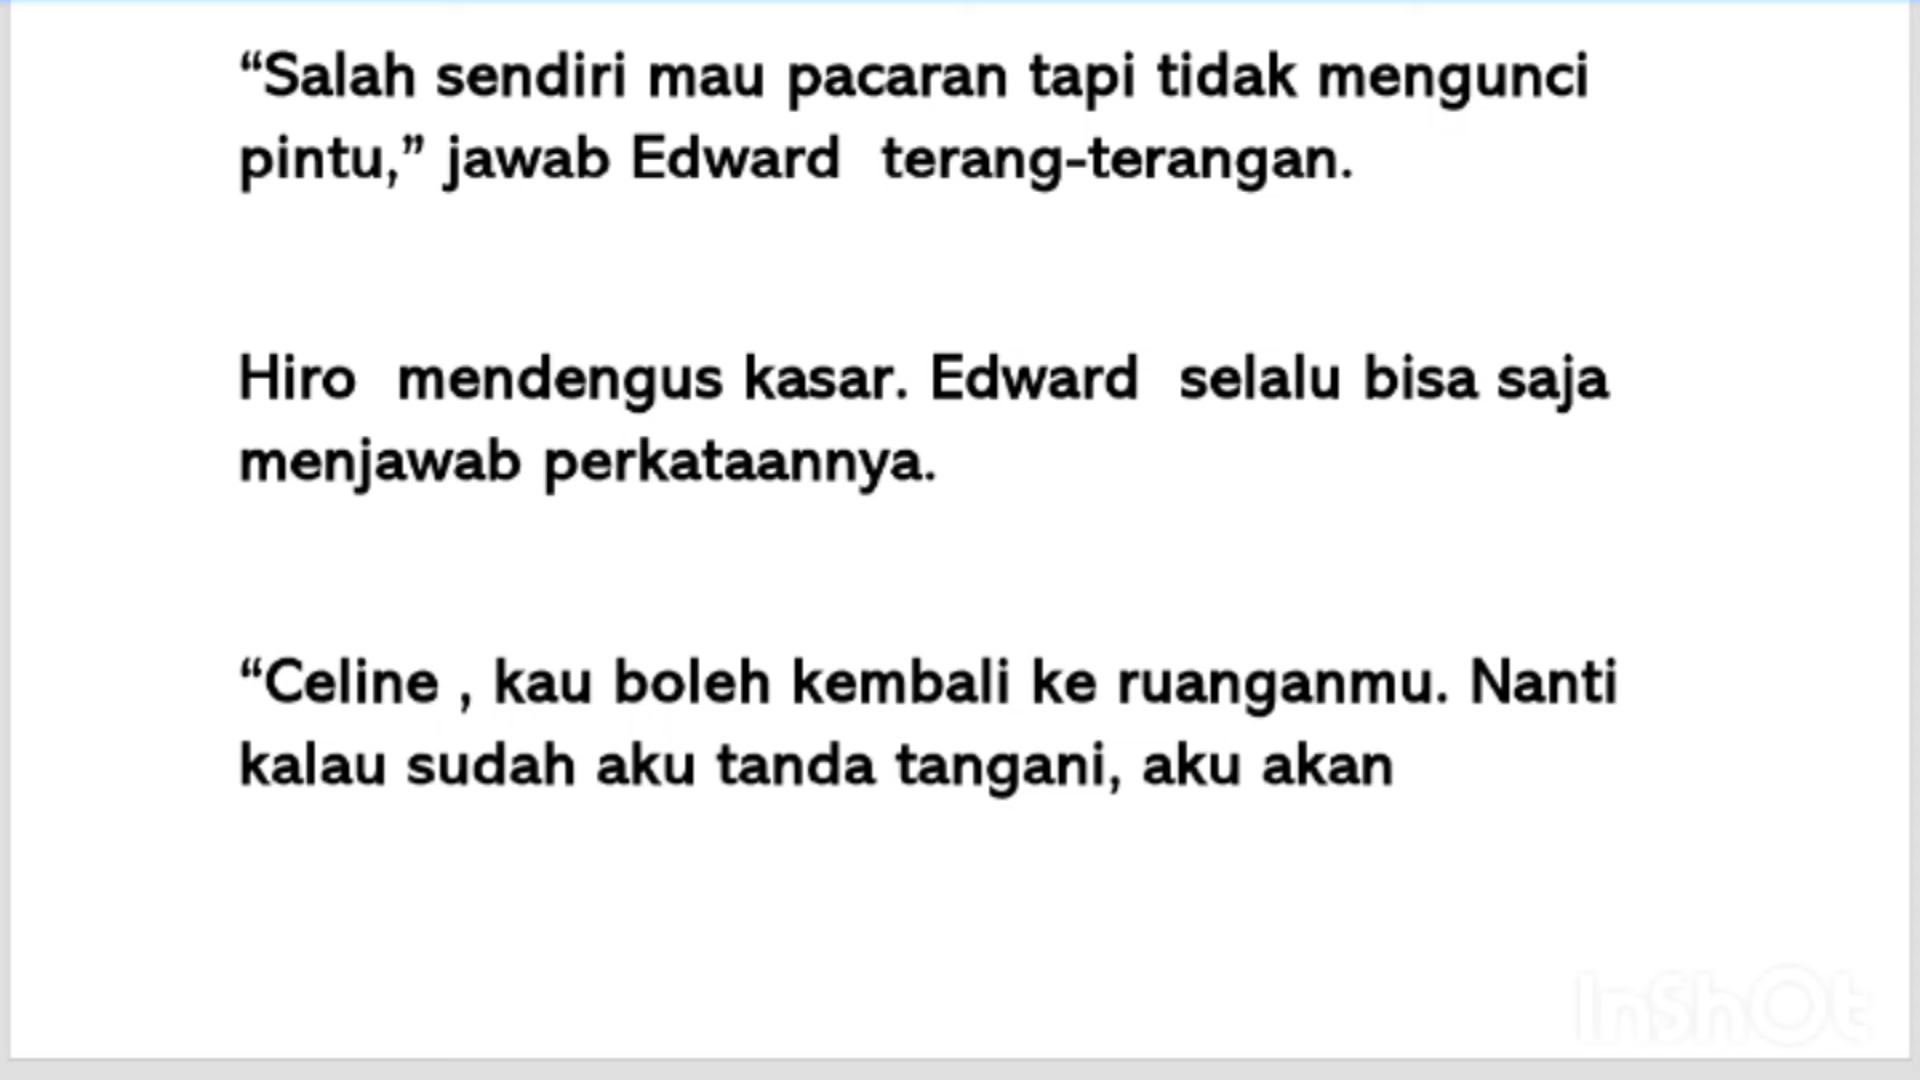 “Salah sendiri mau pacaran tapi tidak mengunci
pintu,” jawab Edward  terang-terangan.
Hiro  mendengus kasar. Edward  selalu bisa saja
menjawab perkataannya.
“Celine , kau boleh kembali ke ruanganmu. Nanti
kalau sudah aku tanda tangani, aku akan
InShOt